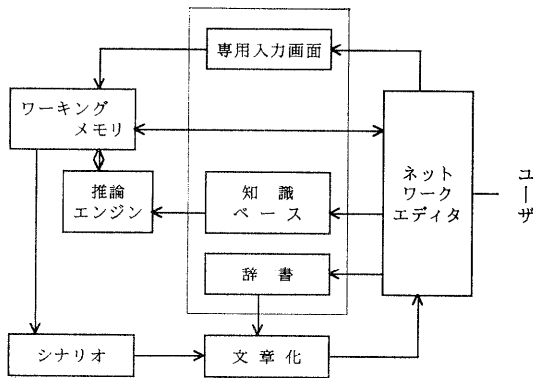 専用入力画面
ワーキング
メモリ
ネット
ワーク
エディタ
ユーザ
推論
エンジン
知識
ベース
辞書
シナリオ
文章化